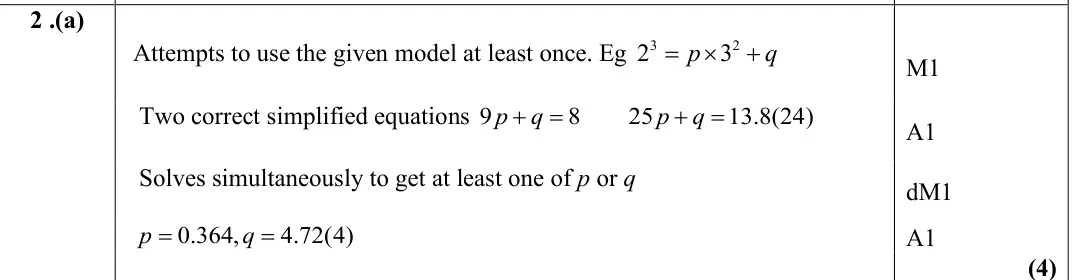 2 .(a)
Attempts to use the given model at least once. Eg 2³ = p×3² + q
M1
Two correct simplified equations 9p + q = 8 25p + q = 13.8(24)
A1
Solves simultaneously to get at least one of p or q
dM1
p = 0.364, q = 4.72(4)
A1
(4)